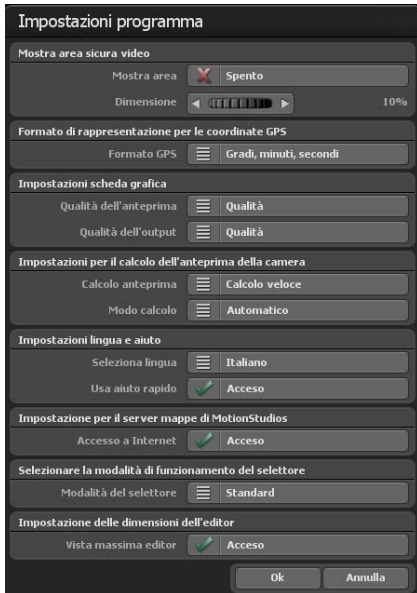 Impostazioni programma
Mostra area sicura video
Mostra area Spento
Dimensione 10%
Formato di rappresentazione per le coordinate GPS
Formato GPS Gradi, minuti, secondi
Impostazioni scheda grafica
Qualità dell'anteprima Qualità
Qualità dell'output Qualità
Impostazioni per il calcolo dell'anteprima della camera
Calcolo anteprima Calcolo veloce
Modo calcolo Automatico
Impostazioni lingua e aiuto
Seleziona lingua Italiano
Usa aiuto rapido Acceso
Impostazione per il server mappe di MotionStudios
Accesso a Internet Acceso
Selezionare la modalità di funzionamento del selettore
Modalità del selettore Standard
Impostazione delle dimensioni dell'editor
Vista massima editor Acceso
Ok Annulla